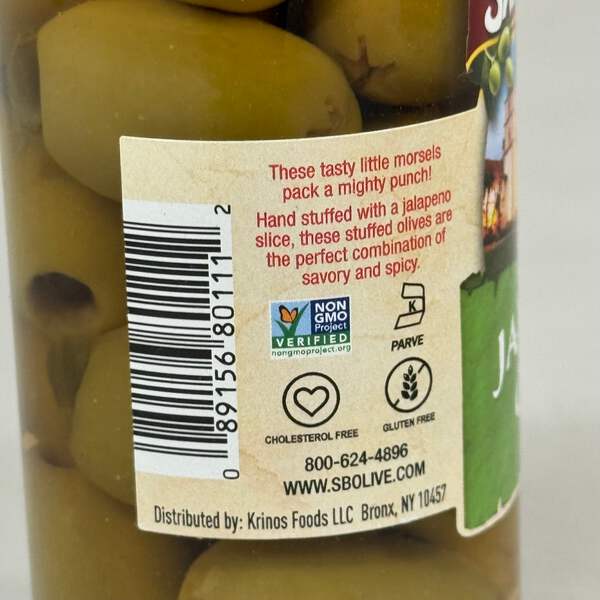 These tasty little morsels
pack a mighty punch!
Hand stuffed with a jalapeno
slice, these stuffed olives are
the perfect combination of
savory and spicy.
NON
GMO
Project
VERIFIED
nongmoproject.org
K
PARVE
CHOLESTEROL FREE
GLUTEN FREE
800-624-4896
WWW.SBOLIVE.COM
Distributed by: Krinos Foods LLC Bronx, NY 10457
0 89156 80111 2
JA